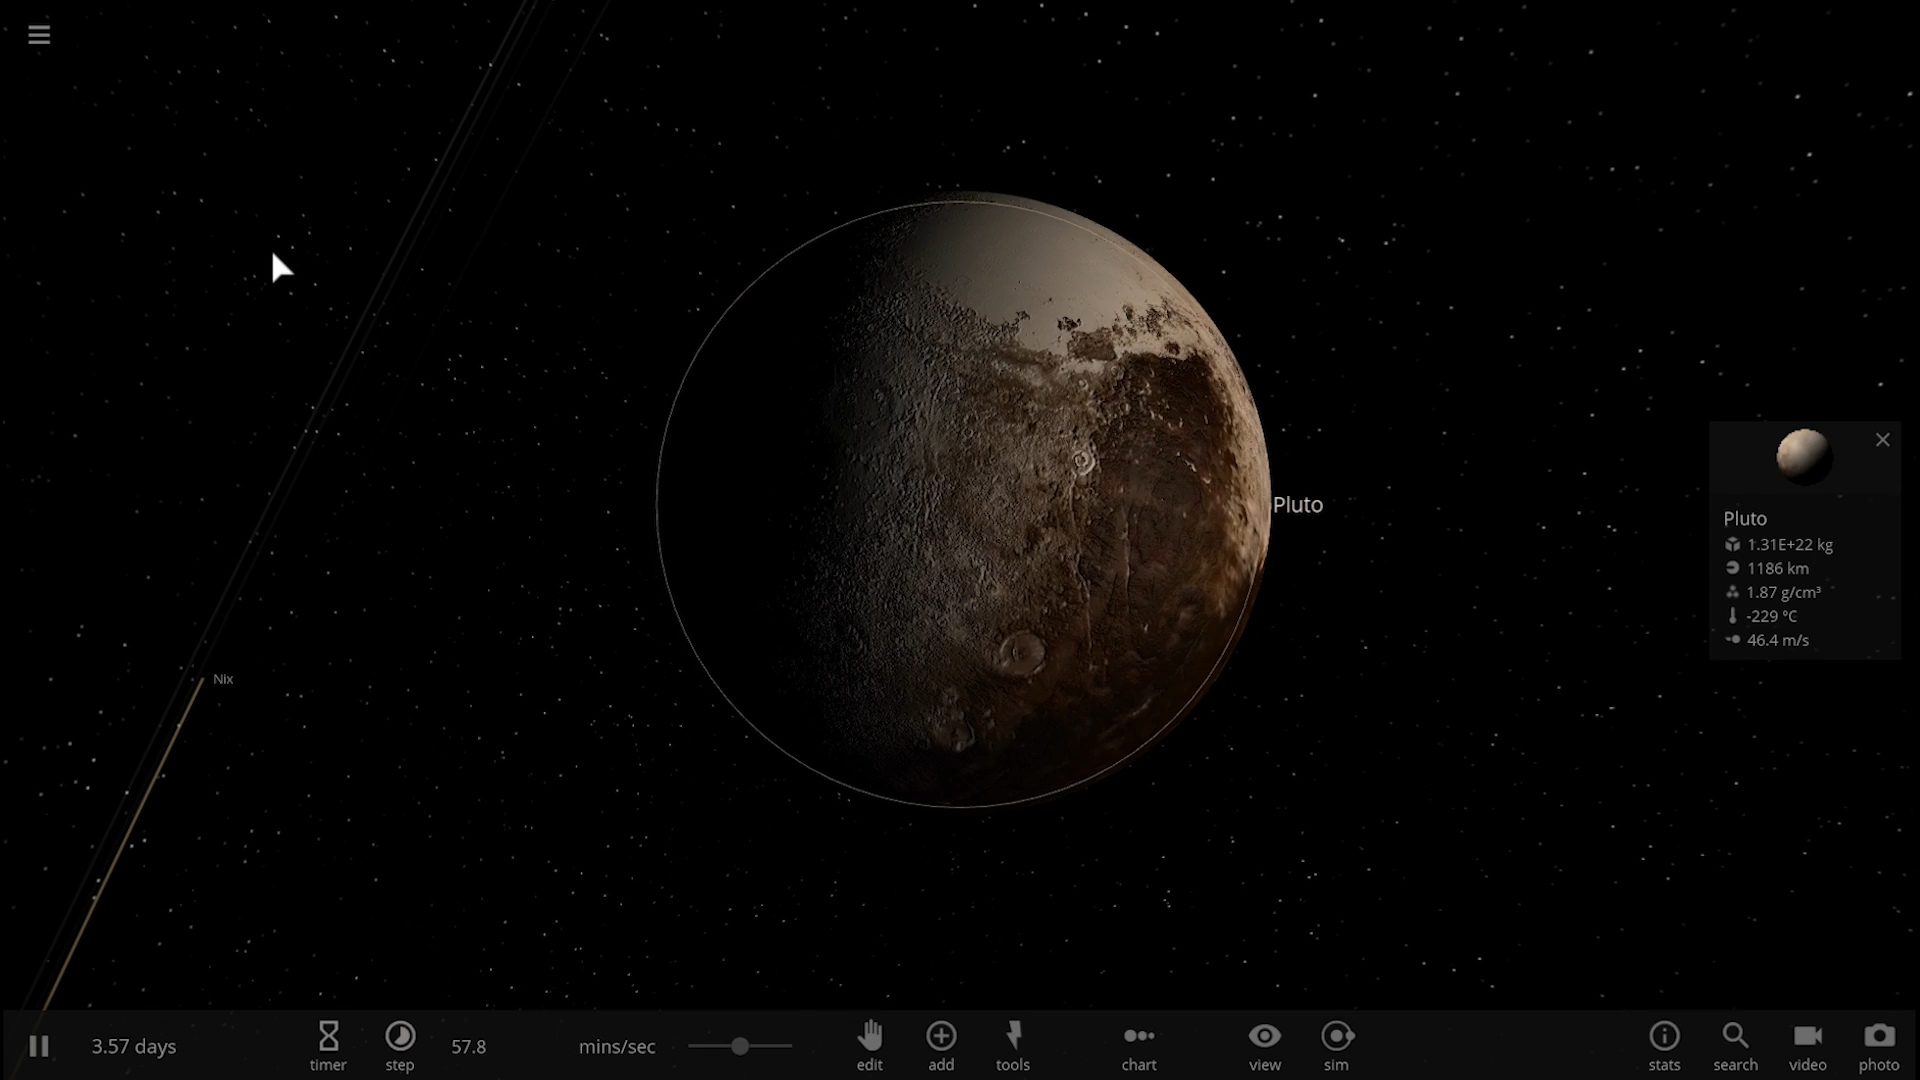 Pluto
Nix
Pluto
1.31E+22 kg
1186 km
1.87 g/cm³
-229 °C
46.4 m/s
3.57 days
timer
step
57.8
mins/sec
edit
add
tools
chart
view
sim
stats
search
video
photo